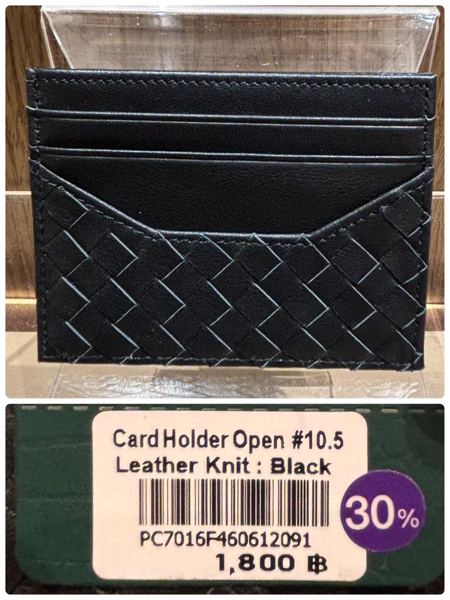 Card Holder Open #10.5
Leather Knit : Black
30%
PC7016F460612091
1,800 ฿